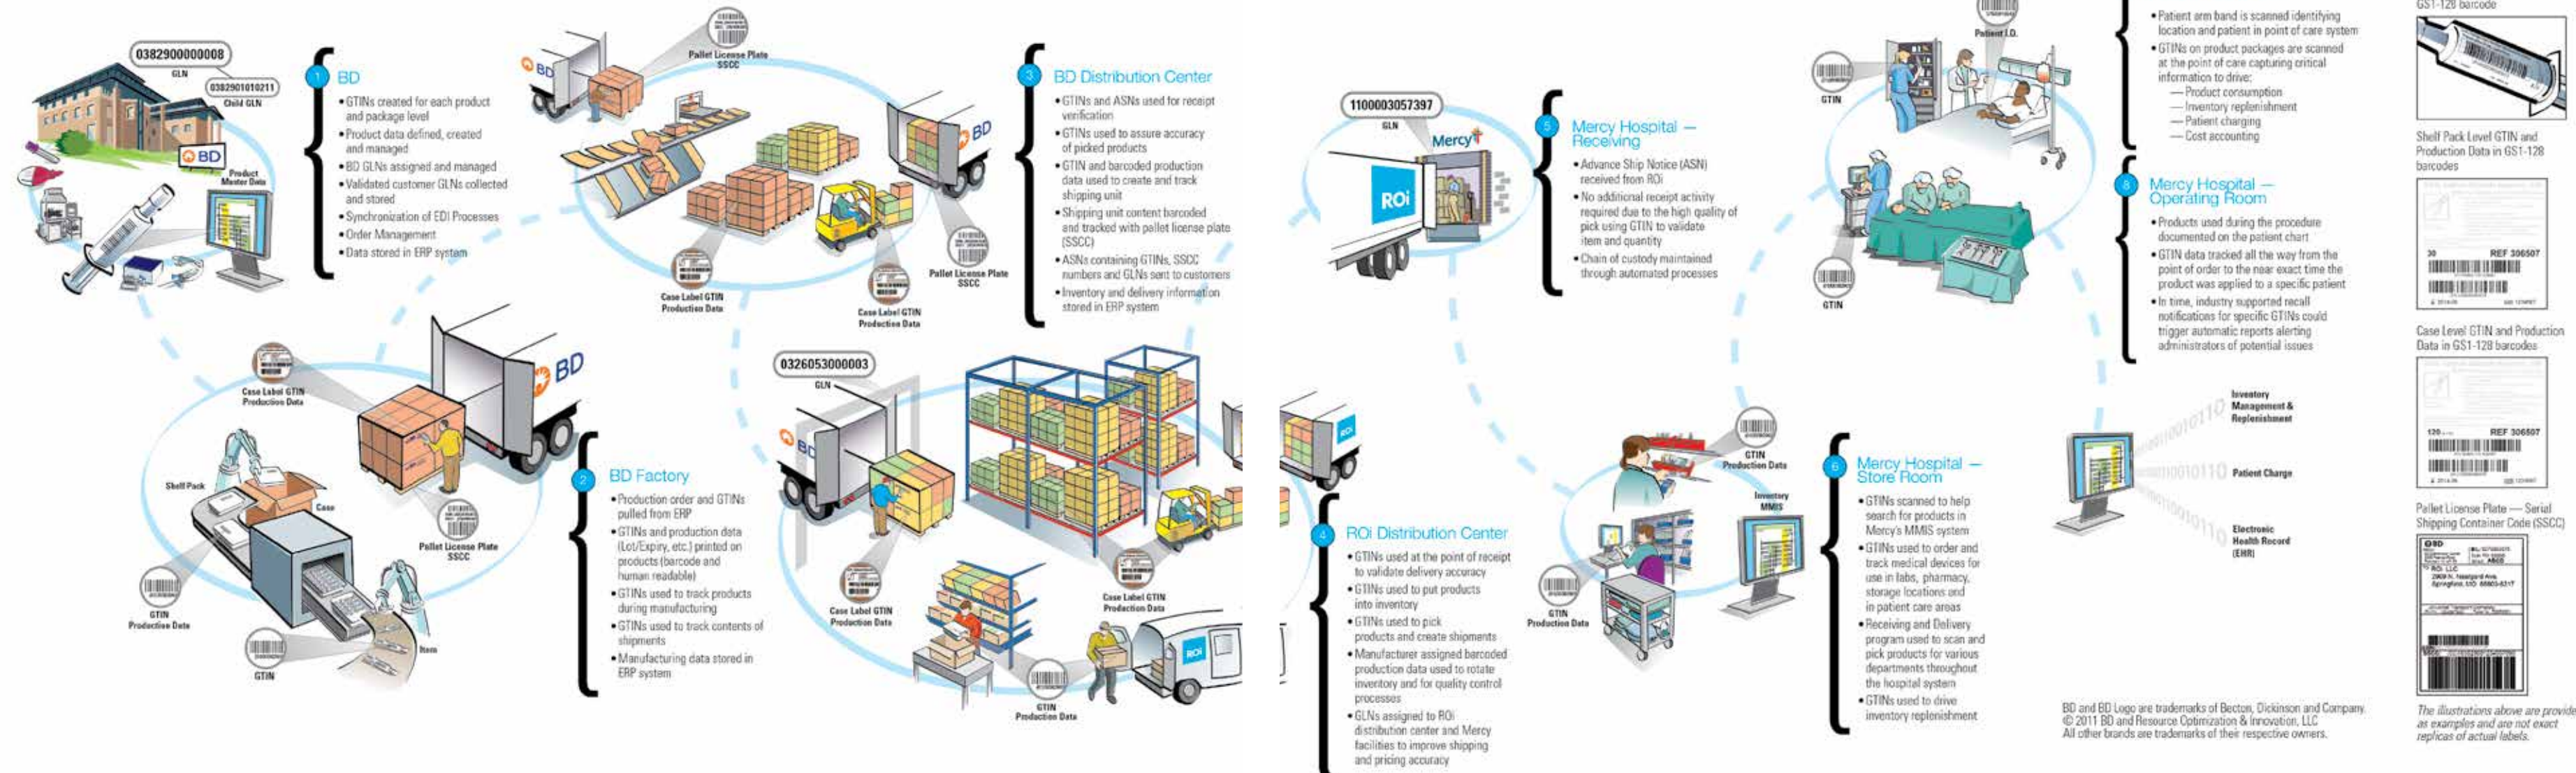 0382900000008
GLN
0382901010211
Child GLN
BD
Product
Master Data
1
BD
• GTINs created for each product
and package level
• Product data defined, created
and managed
• BD GLNs assigned and managed
• Validated customer GLNs collected
and stored
• Synchronization of EDI Processes
• Order Management
• Data stored in ERP system
Case Label GTIN
Production Data
BD
Shelf Pack
Case
Pallet License Plate
SSCC
GTIN
Production Data
GTIN
Item
2
BD Factory
• Production order and GTINs
pulled from ERP
• GTINs and production data
(Lot/Expiry, etc.) printed on
products (barcode and
human readable)
• GTINs used to track products
during manufacturing
• GTINs used to track contents of
shipments
• Manufacturing data stored in
ERP system
BD
Pallet License Plate
SSCC
BD
Case Label GTIN
Production Data
Case Label GTIN
Production Data
Pallet License Plate
SSCC
3
BD Distribution Center
• GTINs and ASNs used for receipt
verification
• GTINs used to assure accuracy
of picked products
• GTIN and barcoded production
data used to create and track
shipping unit
• Shipping unit content barcoded
and tracked with pallet license plate
(SSCC)
• ASNs containing GTINs, SSCC
numbers and GLNs sent to customers
• Inventory and delivery information
stored in ERP system
0326053000003
GLN
BD
Case Label GTIN
Production Data
Case Label GTIN
Production Data
ROi
GTIN
Production Data
ROi
4
ROi Distribution Center
• GTINs used at the point of receipt
to validate delivery accuracy
• GTINs used to put products
into inventory
• GTINs used to pick
products and create shipments
• Manufacturer assigned barcoded
production data used to rotate
inventory and for quality control
processes
• GLNs assigned to ROi
distribution center and Mercy
facilities to improve shipping
and pricing accuracy
1100003057397
GLN
Mercy
ROi
5
Mercy Hospital —
Receiving
• Advance Ship Notice (ASN)
received from ROi
• No additional receipt activity
required due to the high quality of
pick using GTIN to validate
item and quantity
• Chain of custody maintained
through automated processes
GTIN
Production Data
Inventory
MMIS
GTIN
Production Data
6
Mercy Hospital —
Store Room
• GTINs scanned to help
search for products in
Mercy's MMIS system
• GTINs used to order and
track medical devices for
use in labs, pharmacy,
storage locations and
in patient care areas
• Receiving and Delivery
program used to scan and
pick products for various
departments throughout
the hospital system
• GTINs used to drive
inventory replenishment
Patient I.D.
GTIN
GTIN
• Patient arm band is scanned identifying
location and patient in point of care system
• GTINs on product packages are scanned
at the point of care capturing critical
information to drive:
— Product consumption
— Inventory replenishment
— Patient charging
— Cost accounting
8
Mercy Hospital —
Operating Room
• Products used during the procedure
documented on the patient chart
• GTIN data tracked all the way from the
point of order to the near exact time the
product was applied to a specific patient
• In time, industry supported recall
notifications for specific GTINs could
trigger automatic reports alerting
administrators of potential issues
Inventory
Management &
Replenishment
Patient Charge
Electronic
Health Record
(EHR)
BD and BD Logo are trademarks of Becton, Dickinson and Company.
© 2011 BD and Resource Optimization & Innovation, LLC
All other brands are trademarks of their respective owners.
GS1-128 barcode
Shelf Pack Level GTIN and
Production Data in GS1-128
barcodes
30
REF 306507
Case Level GTIN and Production
Data in GS1-128 barcodes
120
REF 306507
Pallet License Plate — Serial
Shipping Container Code (SSCC)
BD
ROi LLC
The illustrations above are provide
as examples and are not exact
replicas of actual labels.